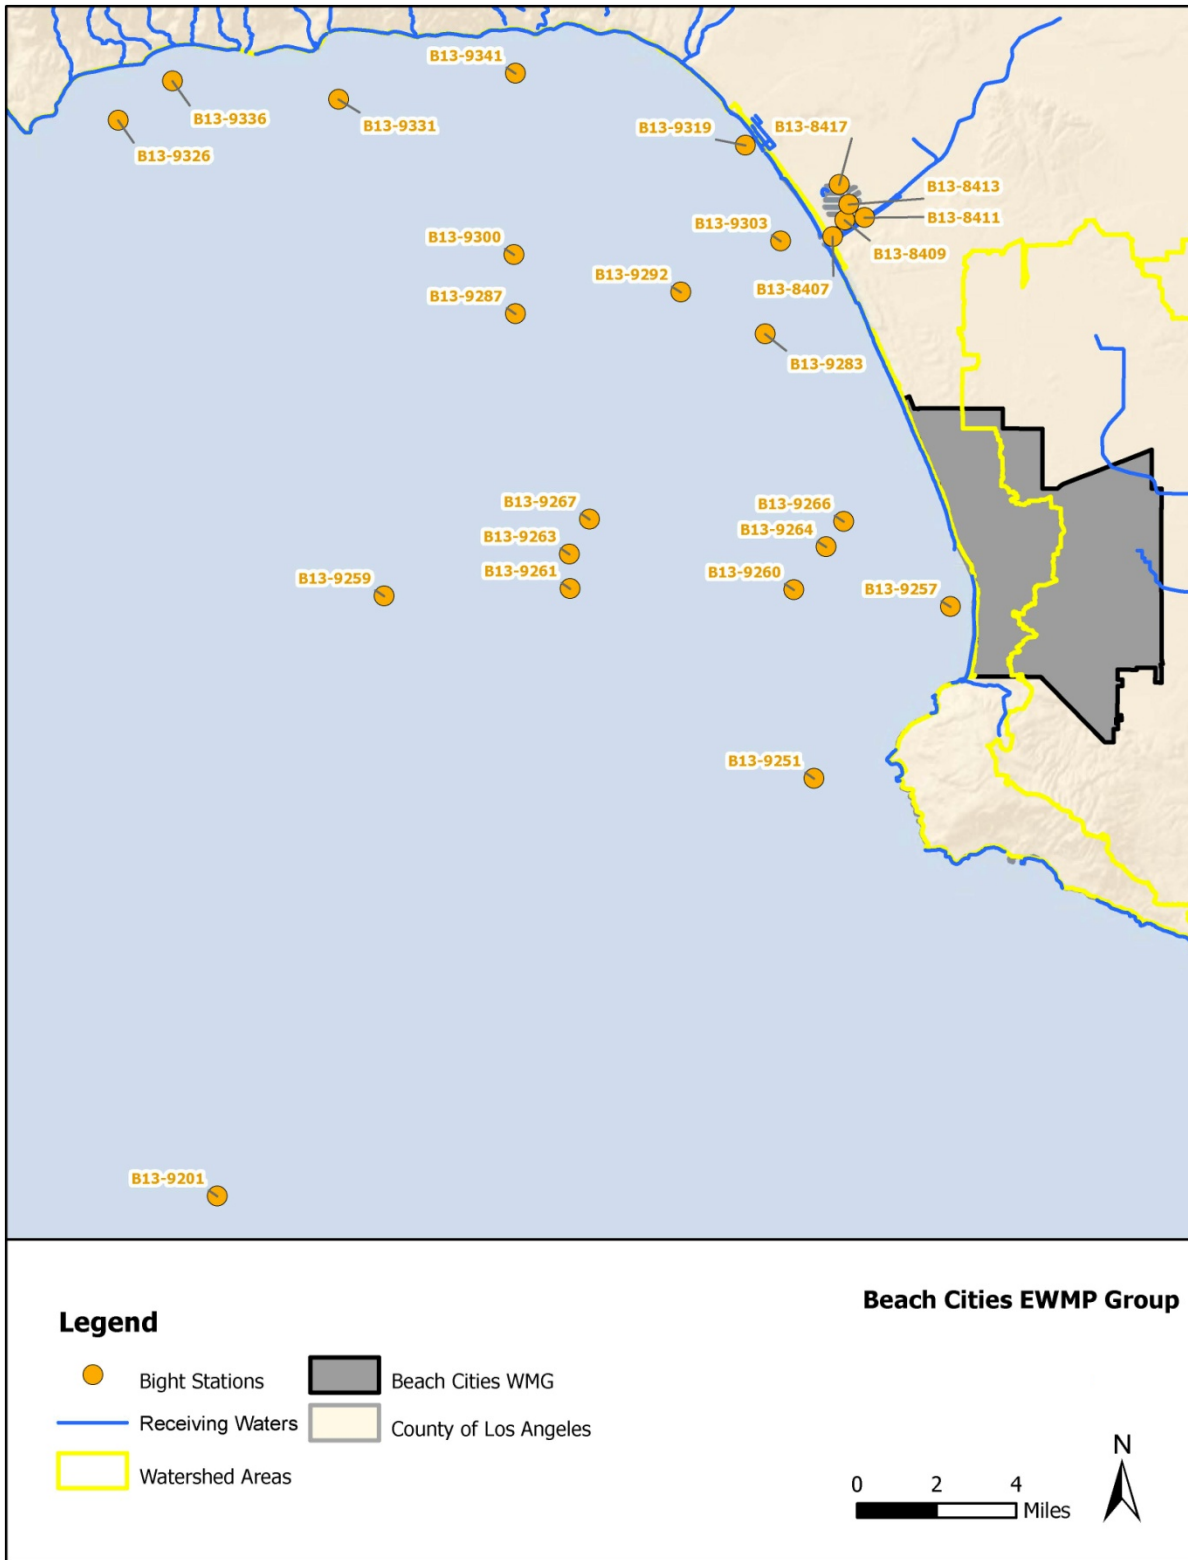 B13-9341
B13-9336
B13-9331
B13-9326
B13-9319
B13-8417
B13-8413
B13-8411
B13-8409
B13-8407
B13-9303
B13-9300
B13-9292
B13-9287
B13-9283
B13-9267
B13-9266
B13-9264
B13-9263
B13-9261
B13-9260
B13-9259
B13-9257
B13-9251
B13-9201
Beach Cities EWMP Group
Legend
Bight Stations
Beach Cities WMG
Receiving Waters
County of Los Angeles
Watershed Areas
N
0 2 4
Miles